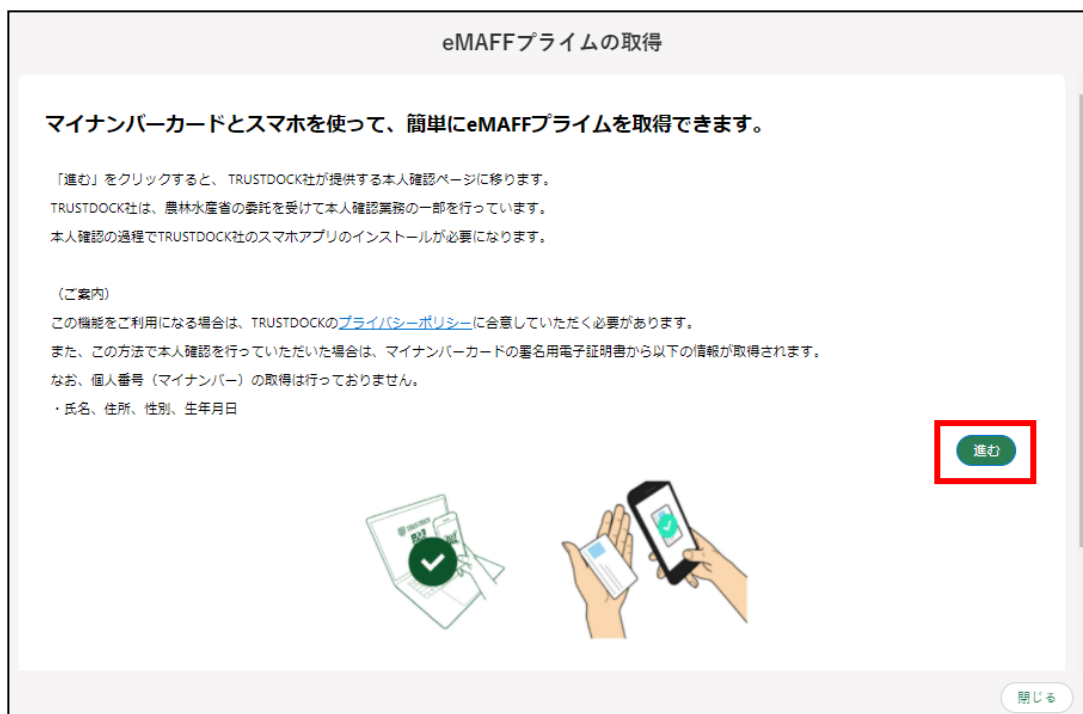 eMAFFプライムの取得
マイナンバーカードとスマホを使って、簡単にeMAFFプライムを取得できます。
「進む」をクリックすると、 TRUSTDOCK社が提供する本人確認ページに移ります。
TRUSTDOCK社は、農林水産省の委託を受けて本人確認業務の一部を行っています。
本人確認の過程でTRUSTDOCK社のスマホアプリのインストールが必要になります。
（ご案内）
この機能をご利用になる場合は、TRUSTDOCKのプライバシーポリシーに合意していただく必要があります。
また、この方法で本人確認を行っていただいた場合は、マイナンバーカードの署名用電子証明書から以下の情報が取得されます。
なお、個人番号（マイナンバー）の取得は行っておりません。
・氏名、住所、性別、生年月日
進む
TRUSTDOCK
閉じる